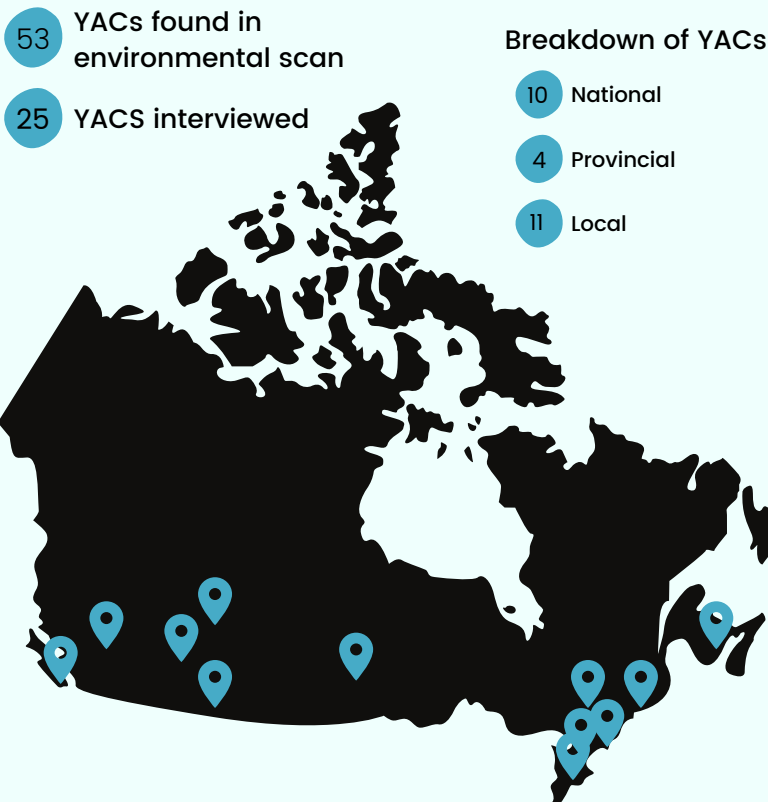 53
YACs found in
environmental scan
25
YACS interviewed
Breakdown of YACs
10 National
4 Provincial
11 Local